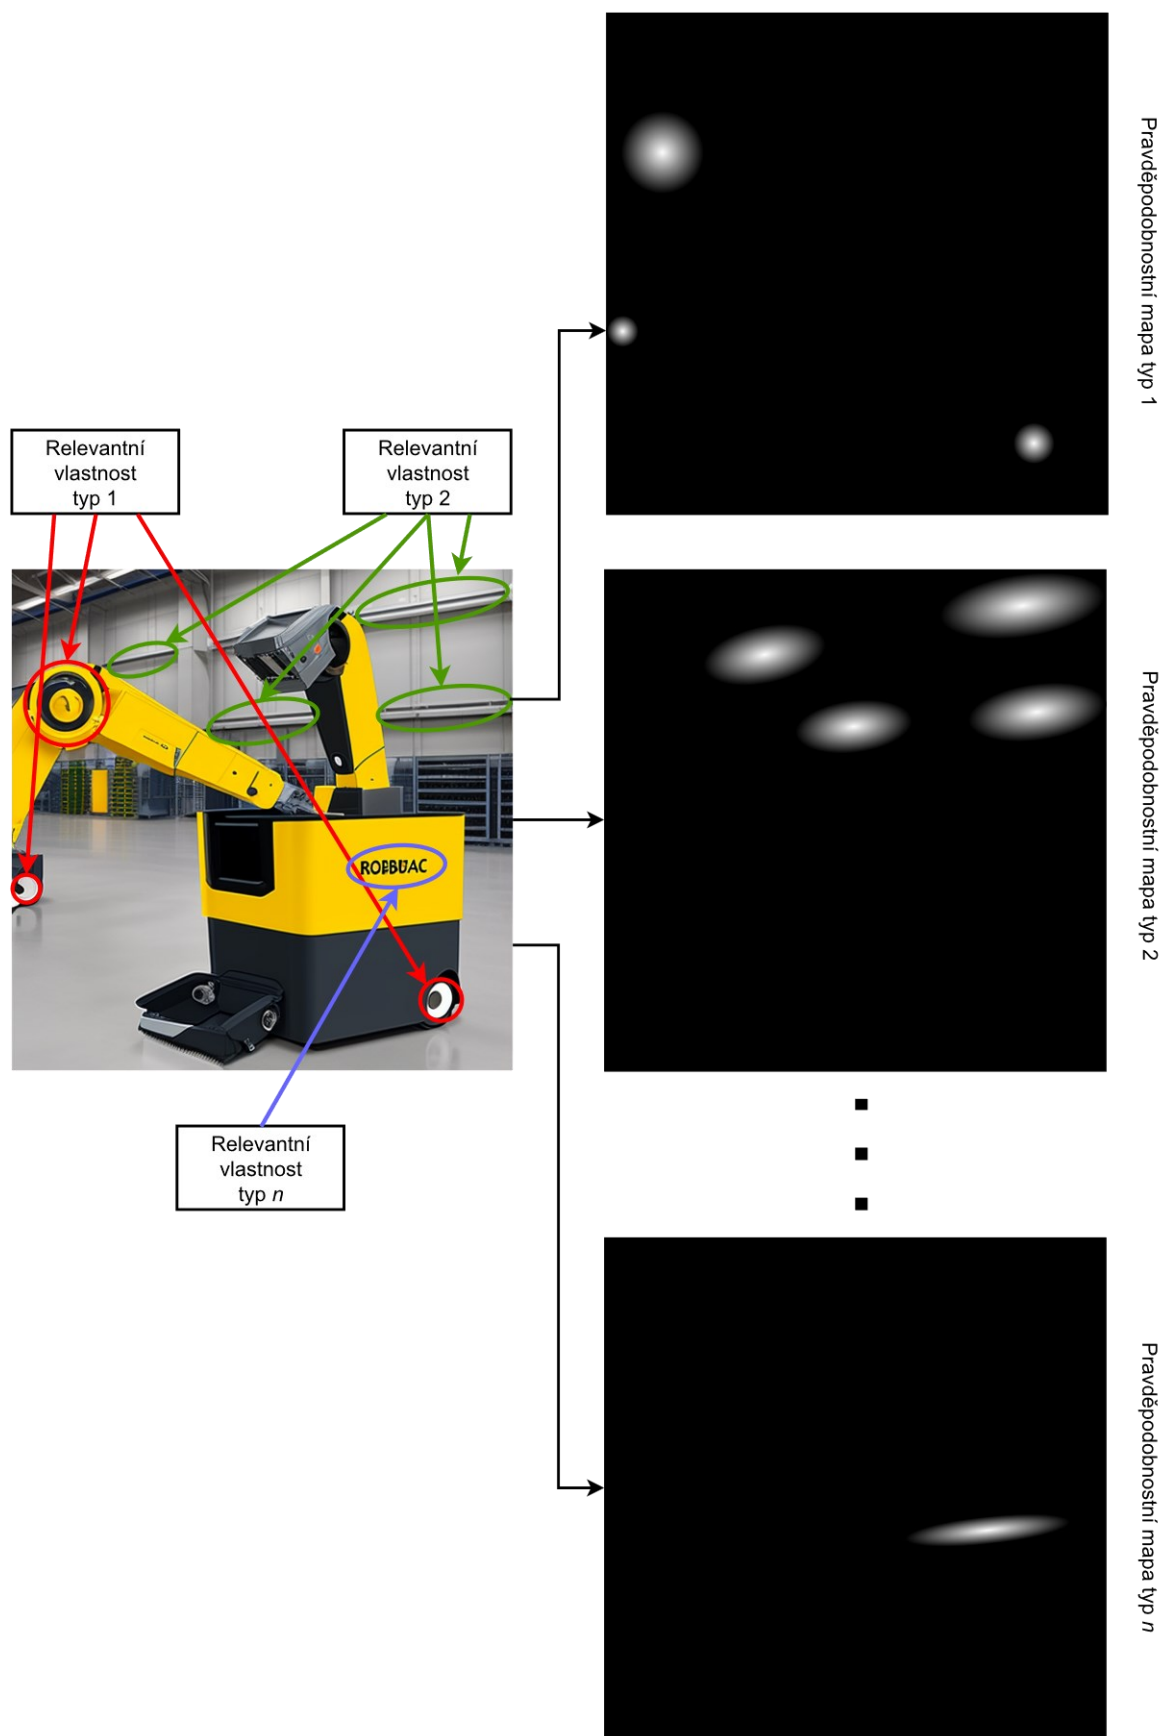 Pravděpodobnostní mapa typ 1
Relevantní
vlastnost
typ 1
Relevantní
vlastnost
typ 2
Pravděpodobnostní mapa typ 2
ROBBUAC
Relevantní
vlastnost
typ n
Pravděpodobnostní mapa typ n